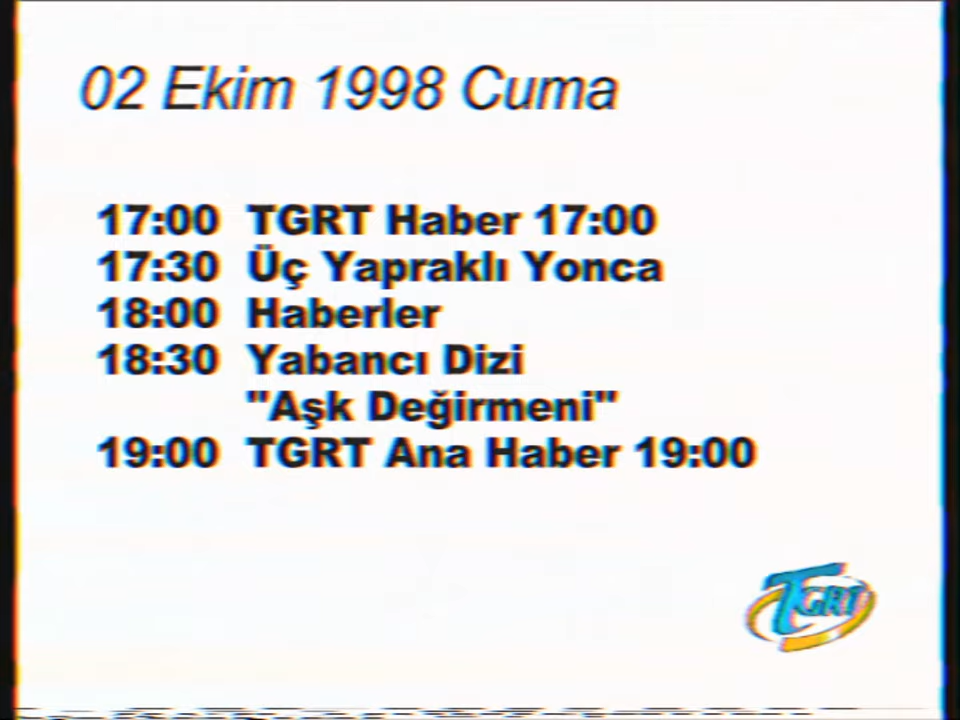 02 Ekim 1998 Cuma
17:00 TGRT Haber 17:00
17:30 Üç Yapraklı Yonca
18:00 Haberler
18:30 Yabancı Dizi
"Aşk Değirmeni"
19:00 TGRT Ana Haber 19:00
TGRT